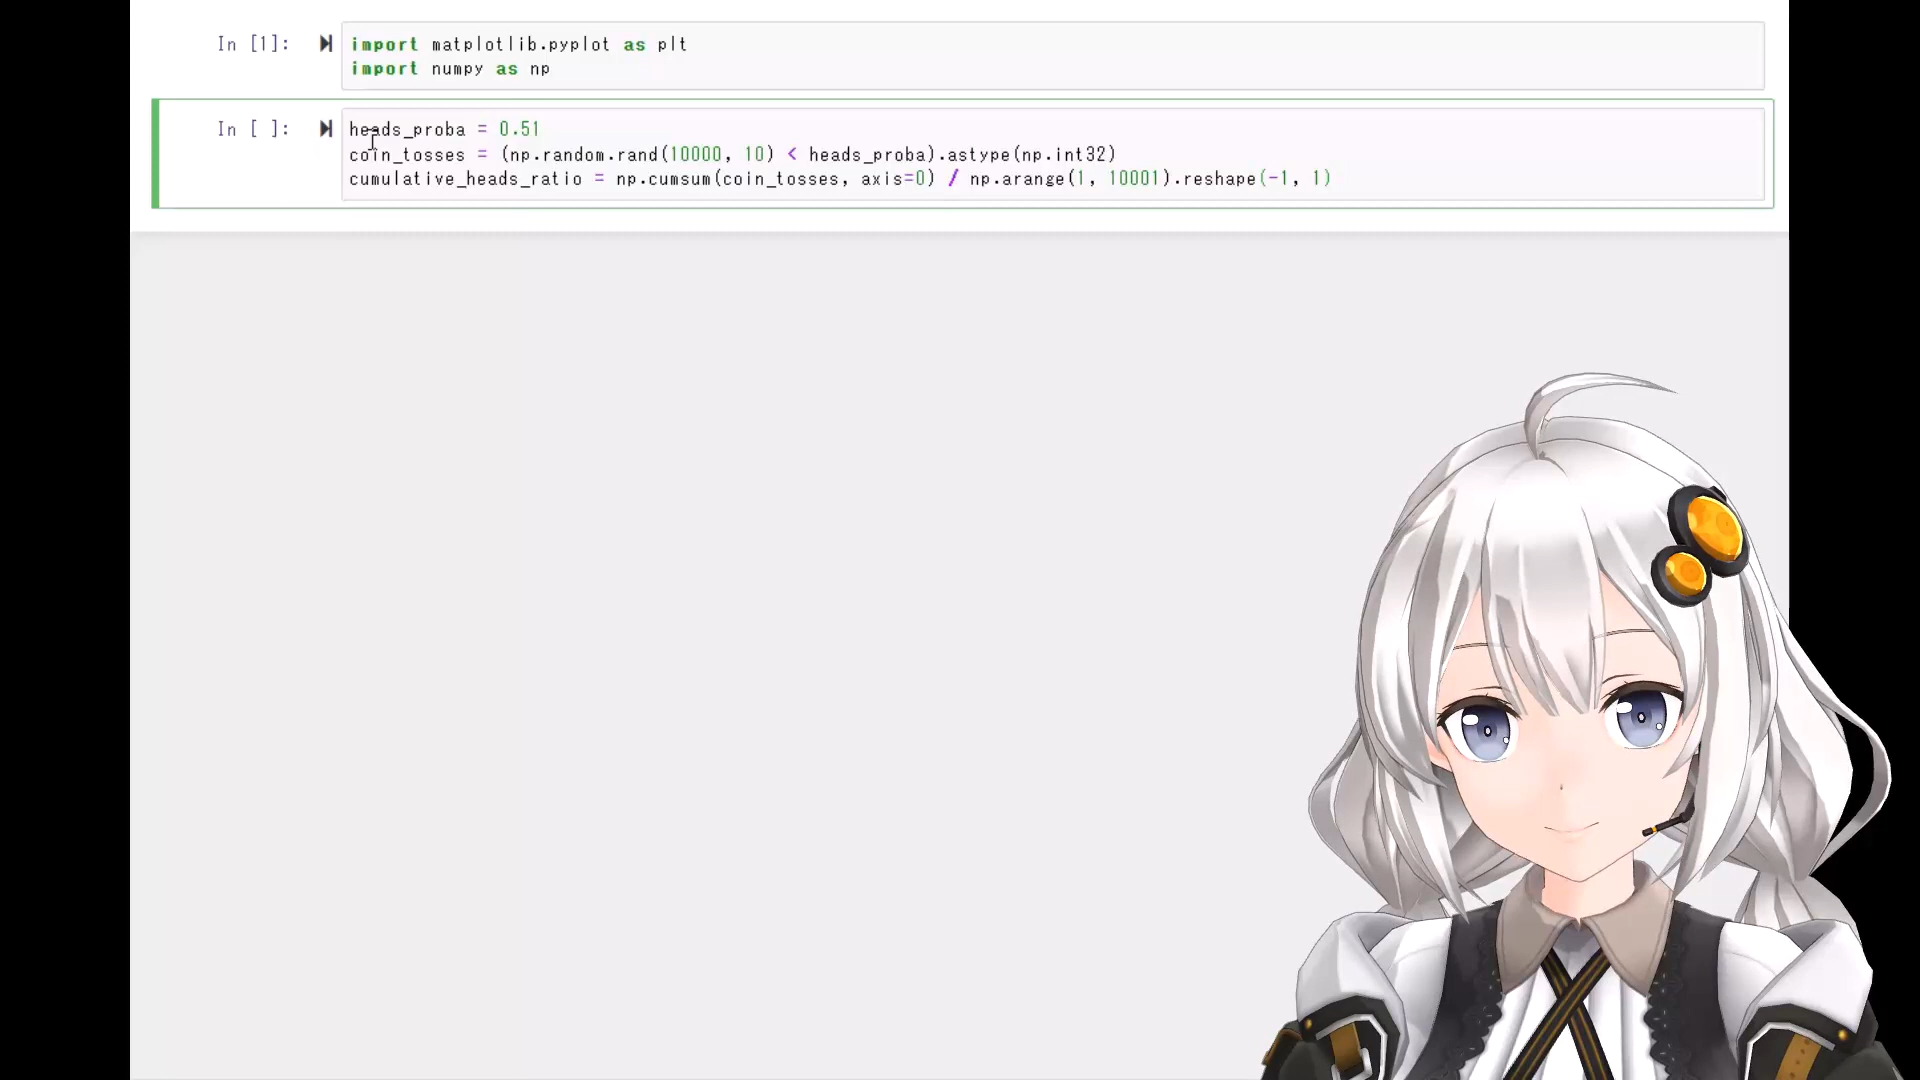 In [1]:
import matplotlib.pyplot as plt
import numpy as np
In [ ]:
heads_proba = 0.51
coin_tosses = (np.random.rand(10000, 10) < heads_proba).astype(np.int32)
cumulative_heads_ratio = np.cumsum(coin_tosses, axis=0) / np.arange(1, 10001).reshape(-1, 1)